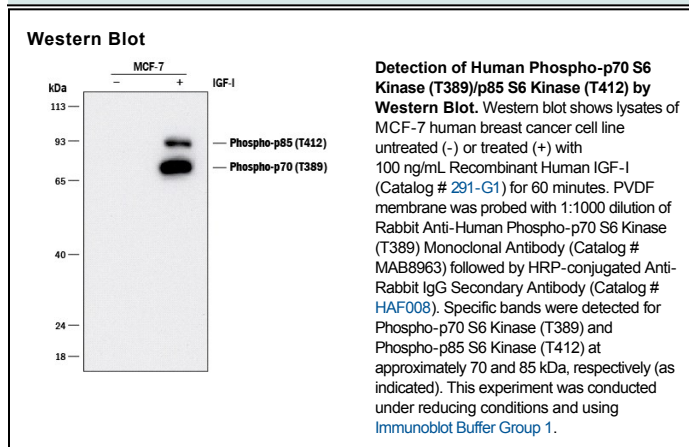 Western Blot
MCF-7
kDa
– + IGF-I
113
93
Phospho-p85 (T412)
Phospho-p70 (T389)
65
40
24
18
Detection of Human Phospho-p70 S6
Kinase (T389)/p85 S6 Kinase (T412) by
Western Blot. Western blot shows lysates of
MCF-7 human breast cancer cell line
untreated (-) or treated (+) with
100 ng/mL Recombinant Human IGF-I
(Catalog # 291-G1) for 60 minutes. PVDF
membrane was probed with 1:1000 dilution of
Rabbit Anti-Human Phospho-p70 S6 Kinase
(T389) Monoclonal Antibody (Catalog #
MAB8963) followed by HRP-conjugated Anti-
Rabbit IgG Secondary Antibody (Catalog #
HAF008). Specific bands were detected for
Phospho-p70 S6 Kinase (T389) and
Phospho-p85 S6 Kinase (T412) at
approximately 70 and 85 kDa, respectively (as
indicated). This experiment was conducted
under reducing conditions and using
Immunoblot Buffer Group 1.